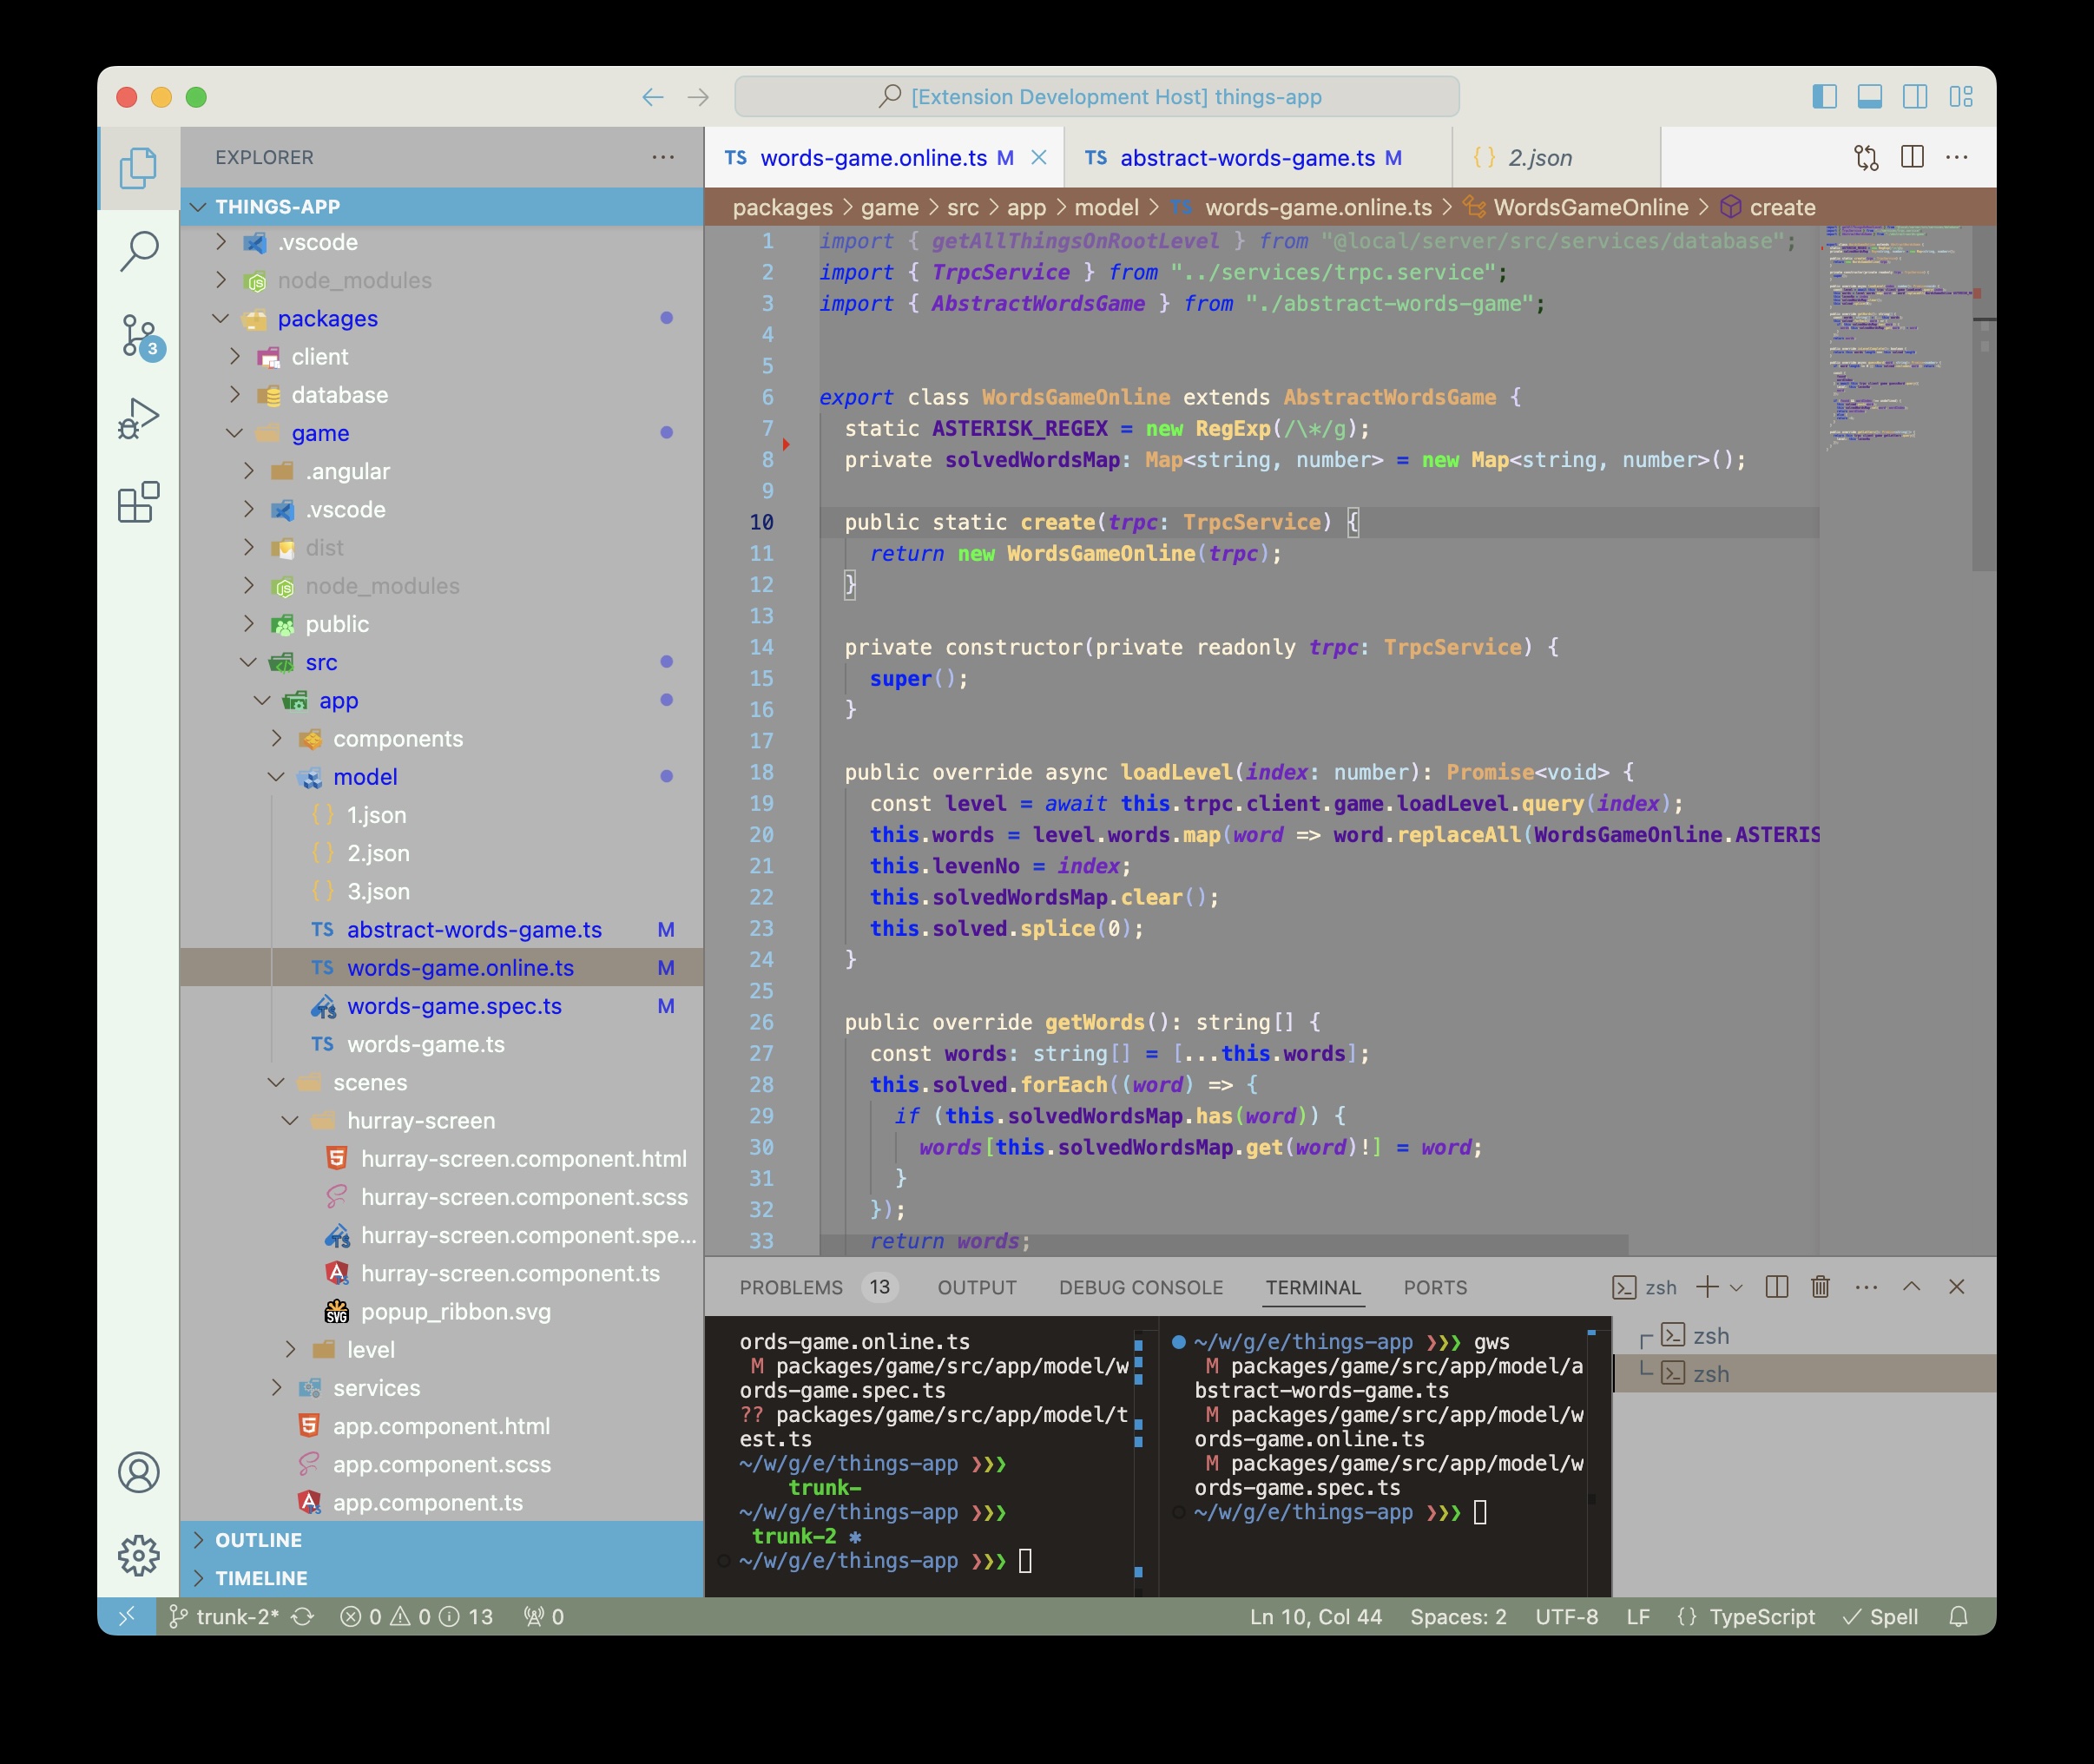 [Extension Development Host] things-app
EXPLORER
THINGS-APP
.vscode
node_modules
packages
client
database
game
.angular
.vscode
dist
node_modules
public
src
app
components
model
{} 1.json
{} 2.json
{} 3.json
TS abstract-words-game.ts M
TS words-game.online.ts M
TS words-game.spec.ts M
TS words-game.ts
scenes
hurray-screen
hurray-screen.component.html
hurray-screen.component.scss
hurray-screen.component.spe...
hurray-screen.component.ts
popup_ribbon.svg
level
services
app.component.html
app.component.scss
app.component.ts
OUTLINE
TIMELINE
3
TS words-game.online.ts M
TS abstract-words-game.ts M
{} 2.json
packages > game > src > app > model > TS words-game.online.ts > WordsGameOnline > create
1 import { getAllThingsOnRootLevel } from "@local/server/src/services/database";
2 import { TrpcService } from "../services/trpc.service";
3 import { AbstractWordsGame } from "./abstract-words-game";
4
5
6 export class WordsGameOnline extends AbstractWordsGame {
7 static ASTERISK_REGEX = new RegExp(/\*/g);
8 private solvedWordsMap: Map<string, number> = new Map<string, number>();
9
10 public static create(trpc: TrpcService) {
11 return new WordsGameOnline(trpc);
12 }
13
14 private constructor(private readonly trpc: TrpcService) {
15 super();
16 }
17
18 public override async loadLevel(index: number): Promise<void> {
19 const level = await this.trpc.client.game.loadLevel.query(index);
20 this.words = level.words.map(word => word.replaceAll(WordsGameOnline.ASTERIS
21 this.levenNo = index;
22 this.solvedWordsMap.clear();
23 this.solved.splice(0);
24 }
25
26 public override getWords(): string[] {
27 const words: string[] = [...this.words];
28 this.solved.forEach((word) => {
29 if (this.solvedWordsMap.has(word)) {
30 words[this.solvedWordsMap.get(word)!] = word;
31 }
32 });
33 return words;
PROBLEMS 13 OUTPUT DEBUG CONSOLE TERMINAL PORTS zsh
ords-game.online.ts
M packages/game/src/app/model/w
ords-game.spec.ts
?? packages/game/src/app/model/t
est.ts
~/w/g/e/things-app ❯❯❯
trunk-
~/w/g/e/things-app ❯❯❯
trunk-2 *
~/w/g/e/things-app ❯❯❯
~/w/g/e/things-app ❯❯❯ gws
M packages/game/src/app/model/a
bstract-words-game.ts
M packages/game/src/app/model/w
ords-game.online.ts
M packages/game/src/app/model/w
ords-game.spec.ts
~/w/g/e/things-app ❯❯❯
zsh
zsh
trunk-2* 0 0 13 0
Ln 10, Col 44 Spaces: 2 UTF-8 LF {} TypeScript Spell